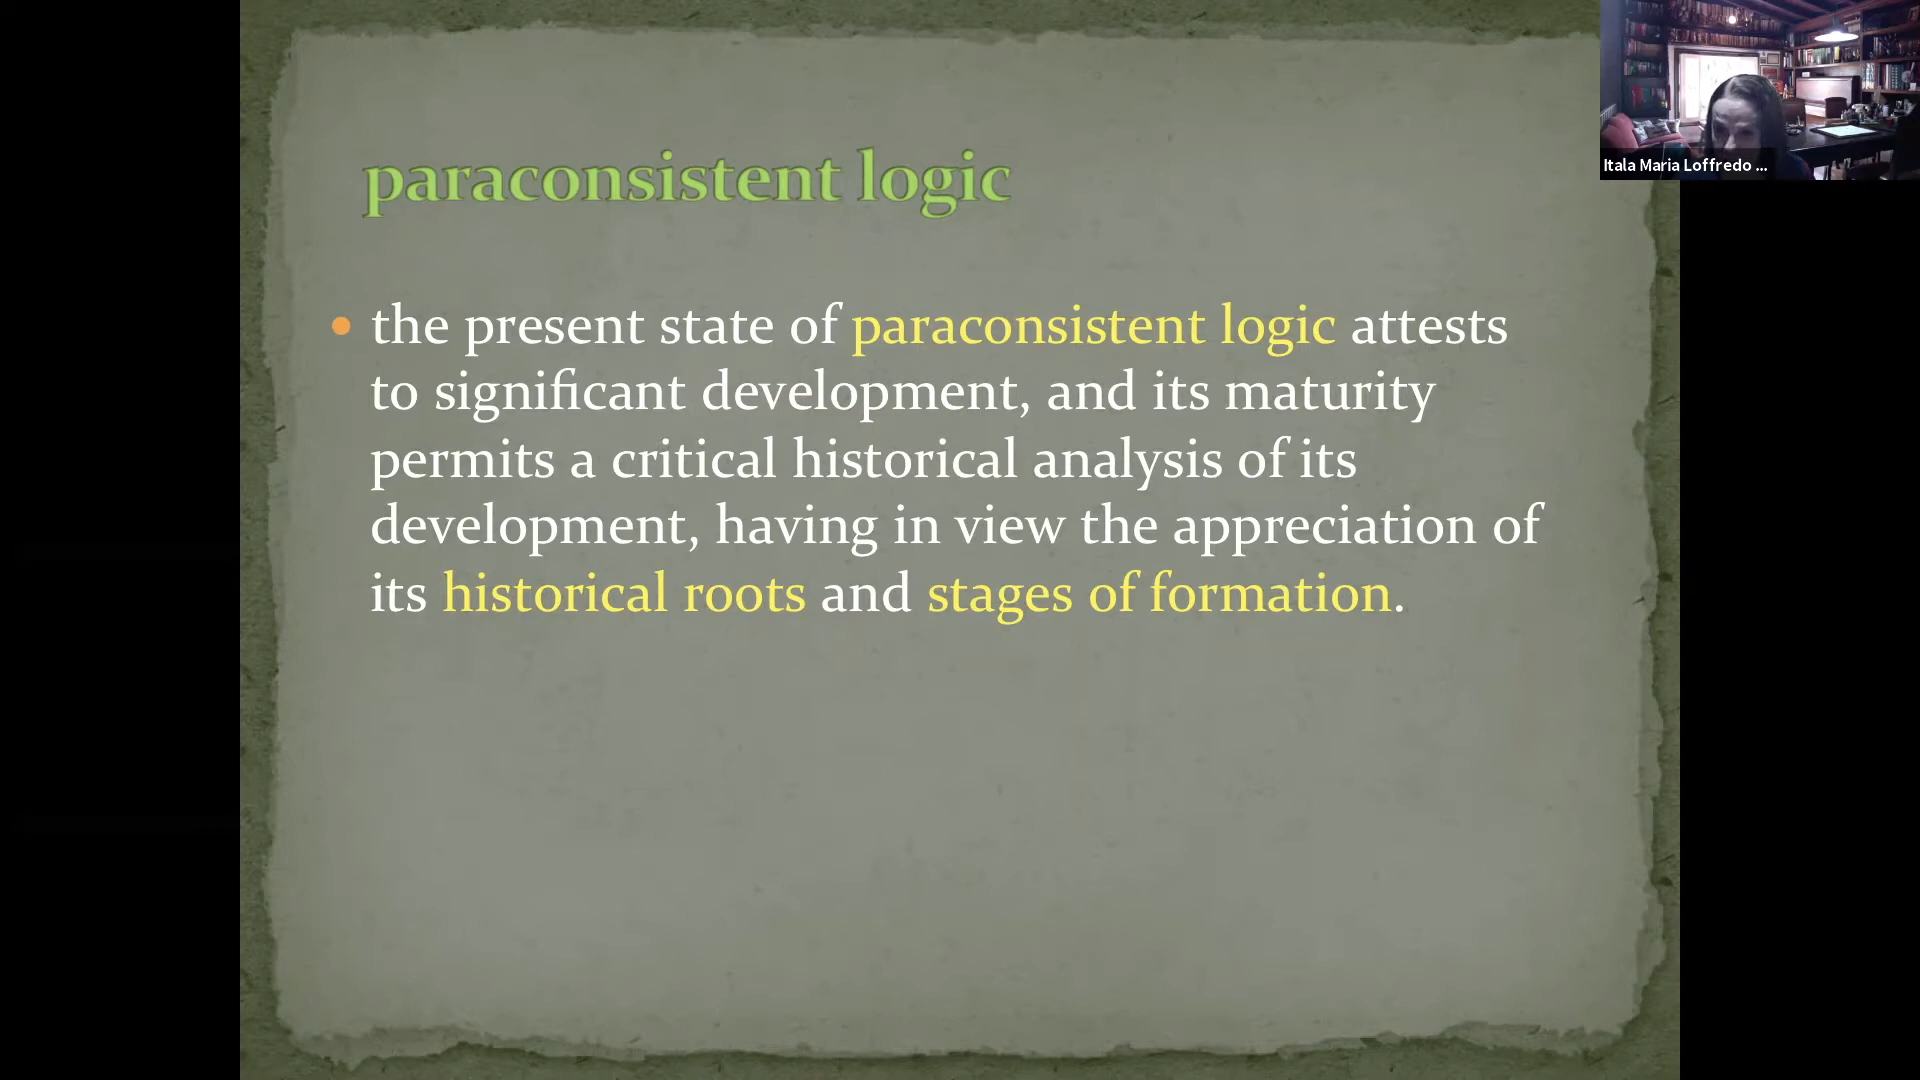 paraconsistent logic
• the present state of paraconsistent logic attests
to significant development, and its maturity
permits a critical historical analysis of its
development, having in view the appreciation of
its historical roots and stages of formation.
Itala Maria Loffredo ...